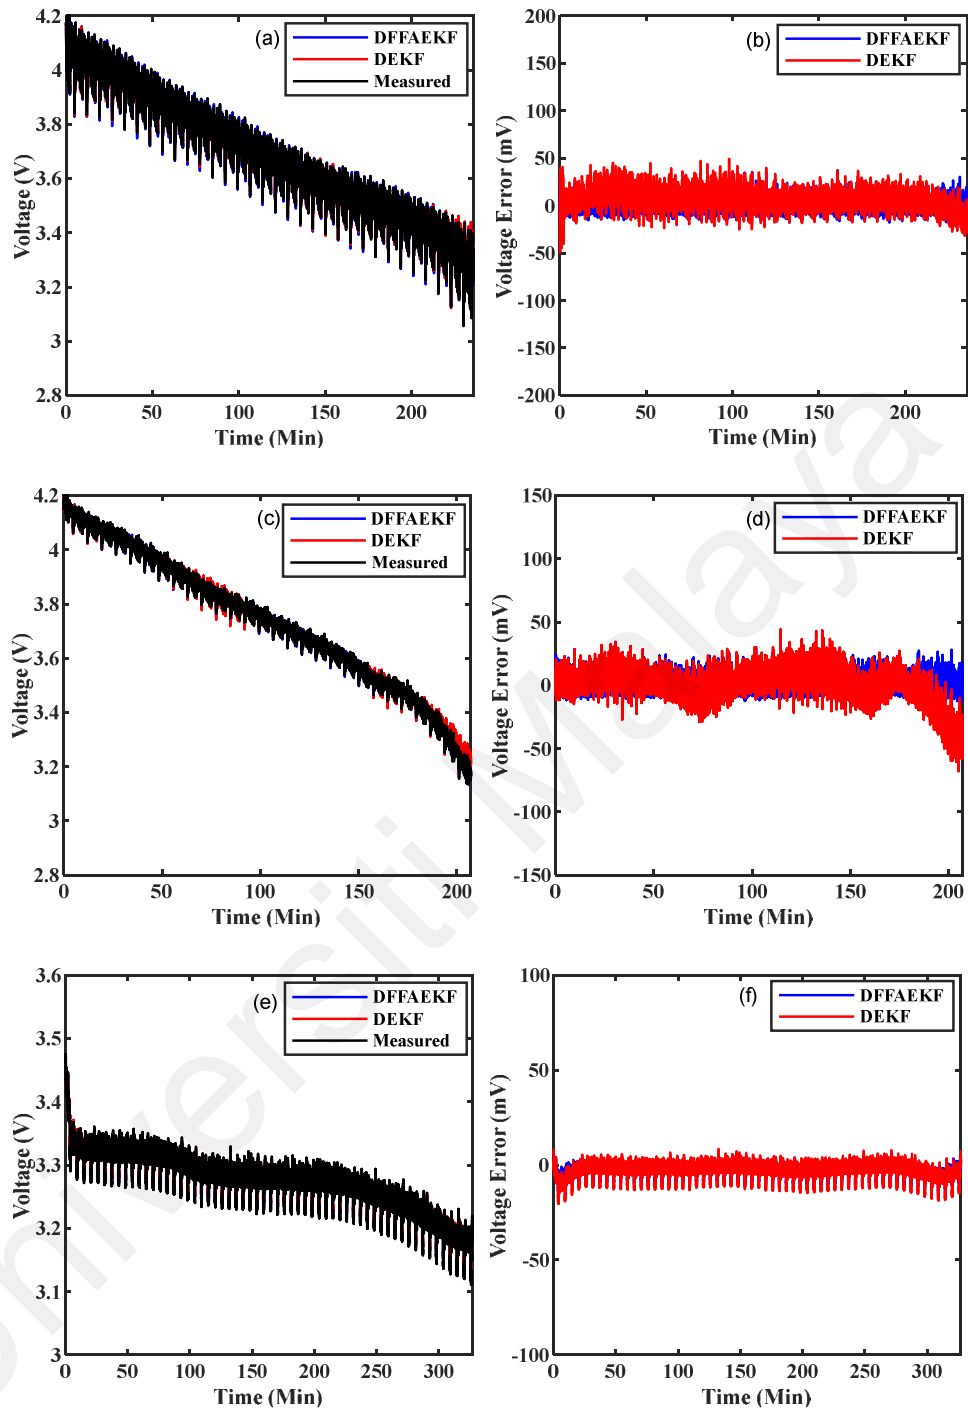 4.2
4
3.8
3.6
3.4
3.2
3
2.8
0 50 100 150 200
Voltage (V)
Time (Min)
(a)
DFFAEKF
DEKF
Measured
200
150
100
50
0
-50
-100
-150
-200
0 50 100 150 200
Voltage Error (mV)
Time (Min)
(b)
DFFAEKF
DEKF
4.2
4
3.8
3.6
3.4
3.2
3
2.8
0 50 100 150 200
Voltage (V)
Time (Min)
(c)
DFFAEKF
DEKF
Measured
150
100
50
0
-50
-100
-150
0 50 100 150 200
Voltage Error (mV)
Time (Min)
(d)
DFFAEKF
DEKF
3.6
3.5
3.4
3.3
3.2
3.1
3
0 50 100 150 200 250 300
Voltage (V)
Time (Min)
(e)
DFFAEKF
DEKF
Measured
100
50
0
-50
-100
0 50 100 150 200 250 300
Voltage Error (mV)
Time (Min)
(f)
DFFAEKF
DEKF
Universiti Malaya